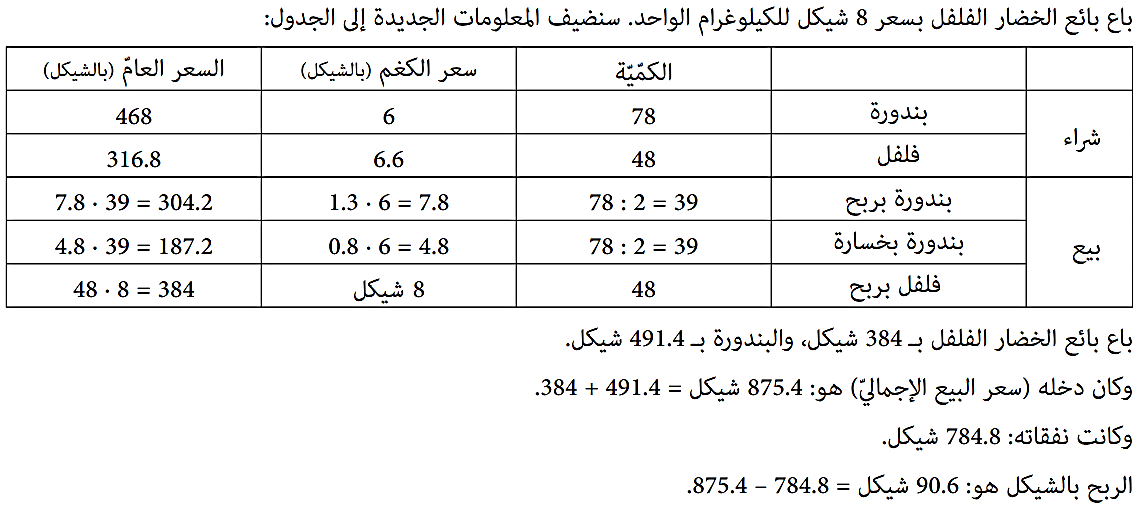 باع بائع الخضار الفلفل بسعر 8 شيكل للكيلوغرام الواحد. سنضيف المعلومات الجديدة إلى الجدول:
الكمّيّة سعر الكغم (بالشيكل) السعر العامّ (بالشيكل)
شراء بندورة 78 6 468
فلفل 48 6.6 316.8
بيع بندورة بربح 78 : 2 = 39 1.3 · 6 = 7.8 7.8 · 39 = 304.2
بندورة بخسارة 78 : 2 = 39 0.8 · 6 = 4.8 4.8 · 39 = 187.2
فلفل بربح 48 8 شيكل 48 · 8 = 384
باع بائع الخضار الفلفل بـ 384 شيكل، والبندورة بـ 491.4 شيكل.
وكان دخله (سعر البيع الإجماليّ) هو: 875.4 شيكل = 491.4 + 384.
وكانت نفقاته: 784.8 شيكل.
الربح بالشيكل هو: 90.6 شيكل = 784.8 – 875.4.